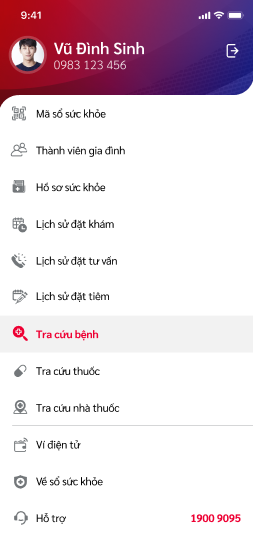 9:41
Vũ Đình Sinh
0983 123 456
Mã số sức khỏe
Thành viên gia đình
Hồ sơ sức khỏe
Lịch sử đặt khám
Lịch sử đặt tư vấn
Lịch sử đặt tiêm
Tra cứu bệnh
Tra cứu thuốc
Tra cứu nhà thuốc
Ví điện tử
Về sổ sức khỏe
Hỗ trợ 1900 9095